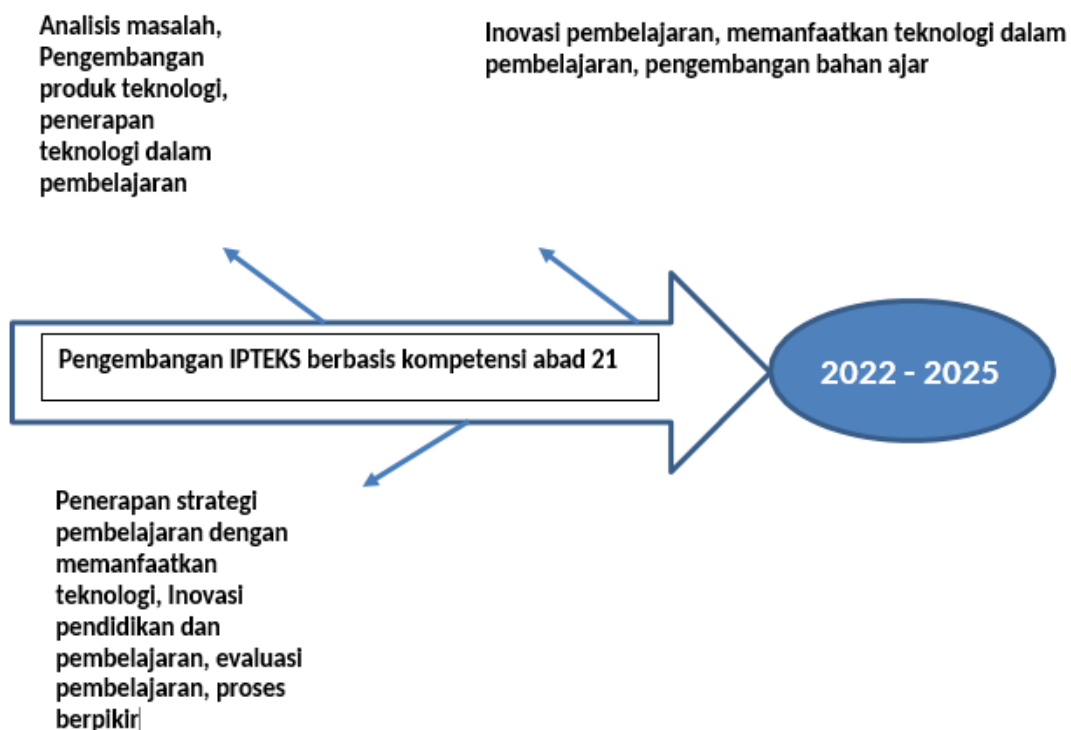 Analisis masalah,
Pengembangan
produk teknologi,
penerapan
teknologi dalam
pembelajaran
Inovasi pembelajaran, memanfaatkan teknologi dalam
pembelajaran, pengembangan bahan ajar
Pengembangan IPTEKS berbasis kompetensi abad 21
2022 - 2025
Penerapan strategi
pembelajaran dengan
memanfaatkan
teknologi, Inovasi
pendidikan dan
pembelajaran, evaluasi
pembelajaran, proses
berpikir